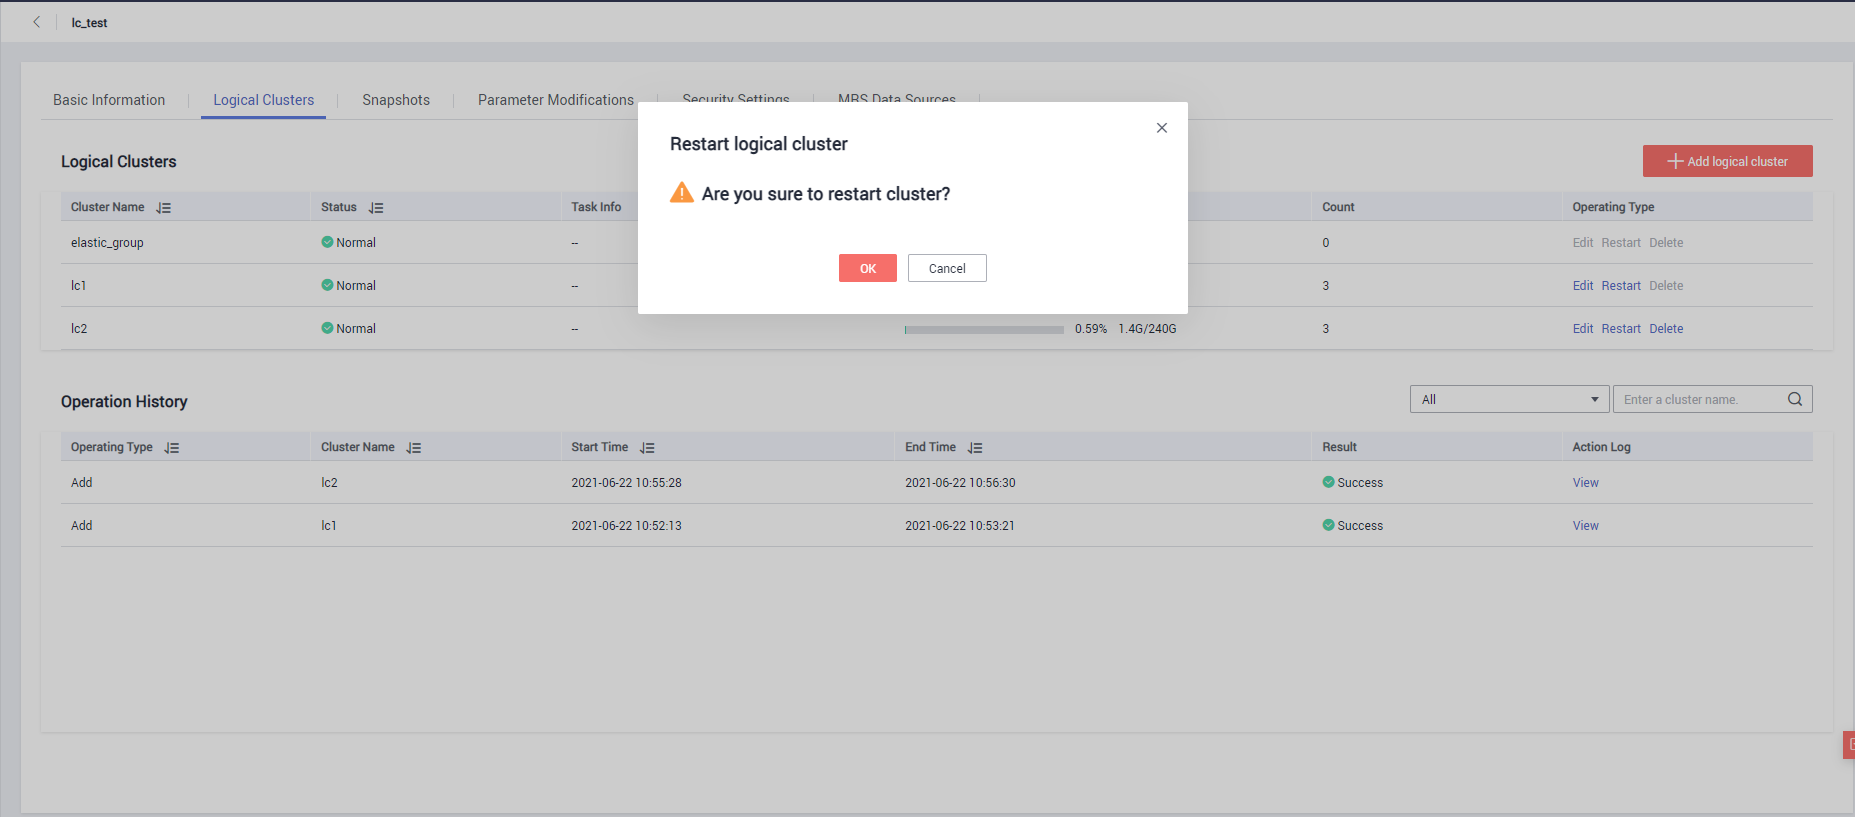 lc_test
Basic Information Logical Clusters Snapshots Parameter Modifications Security Settings MRS Data Sources
Restart logical cluster
Are you sure to restart cluster?
OK Cancel
Logical Clusters
Add logical cluster
Cluster Name Status Task Info Count Operating Type
elastic_group Normal -- 0 Edit Restart Delete
lc1 Normal -- 3 Edit Restart Delete
lc2 Normal -- 0.59% 1.4G/240G 3 Edit Restart Delete
Operation History
All Enter a cluster name.
Operating Type Cluster Name Start Time End Time Result Action Log
Add lc2 2021-06-22 10:55:28 2021-06-22 10:56:30 Success View
Add lc1 2021-06-22 10:52:13 2021-06-22 10:53:21 Success View